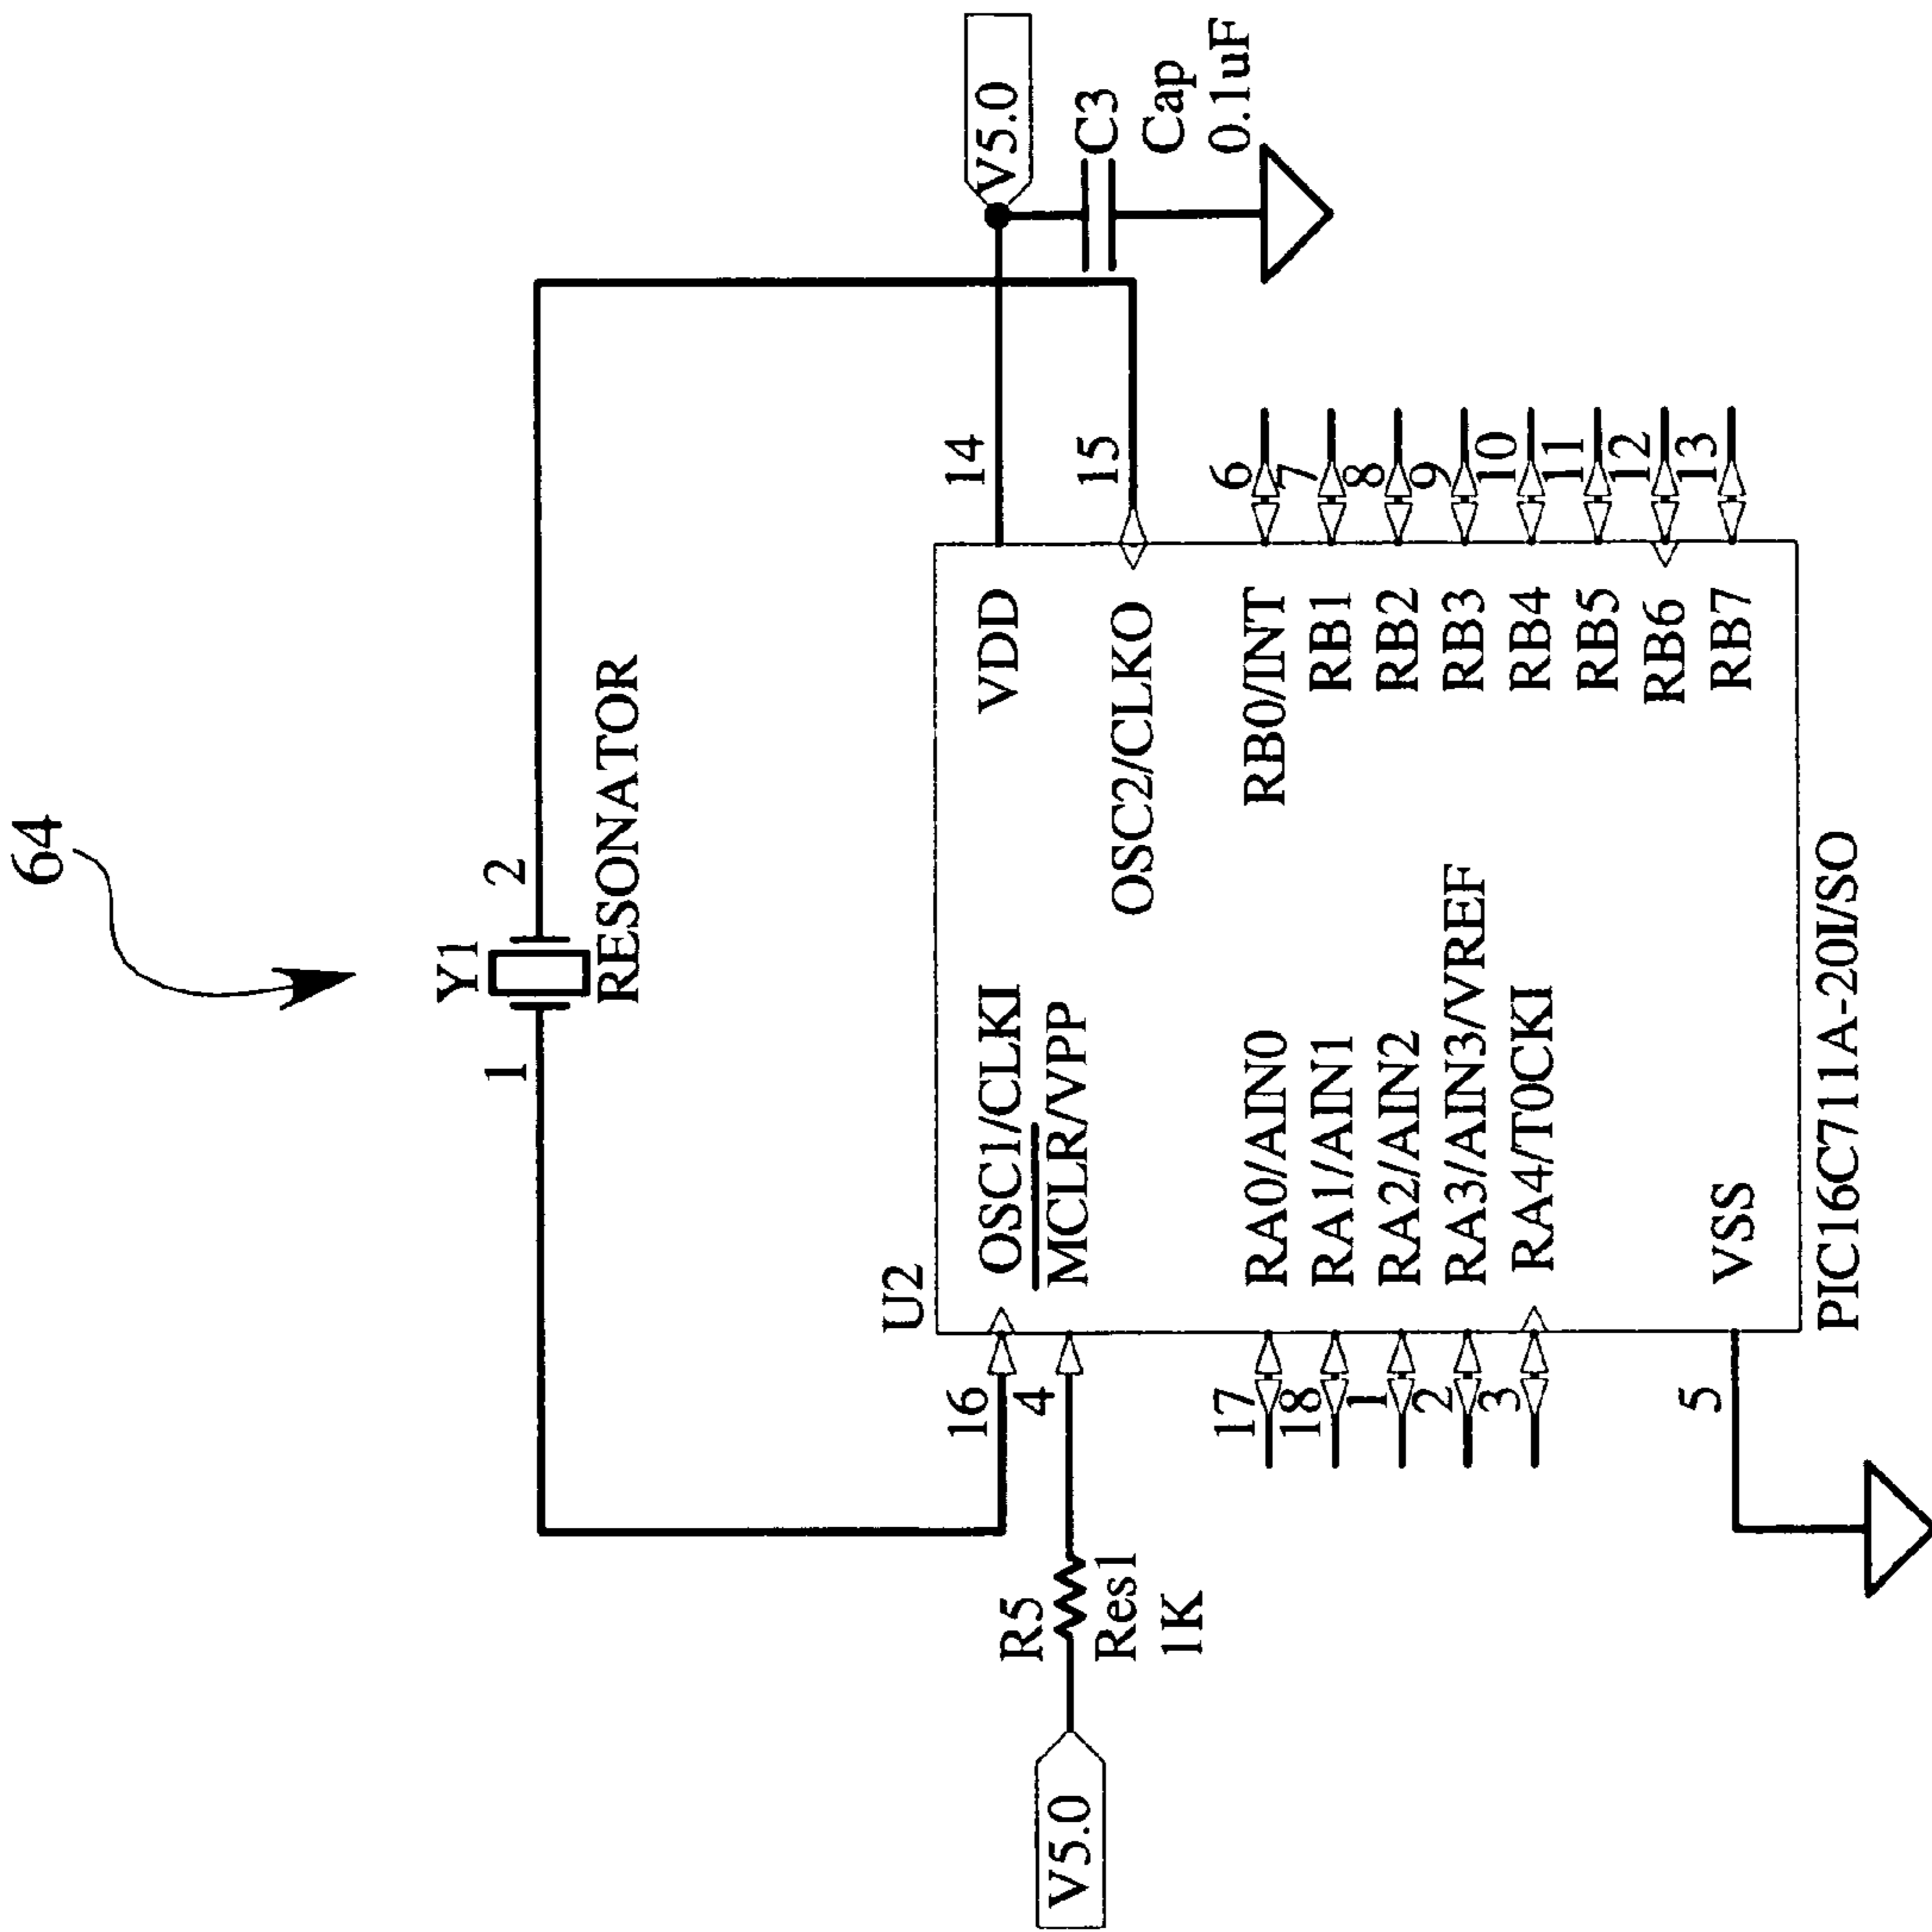 64
Y1
1
2
RESONATOR
U2
16
OSC1/CLKI
4
MCLR/VPP
17
RA0/AIN0
18
RA1/AIN1
1
RA2/AIN2
2
RA3/AIN3/VREF
3
RA4/T0CKI
5
VSS
VDD
14
OSC2/CLKO
15
RB0/INT
6
RB1
7
RB2
8
RB3
9
RB4
10
RB5
11
RB6
12
RB7
13
PIC16C711A-20I/SO
V5.0
R5
Res1
1K
V5.0
C3
Cap
0.1uF